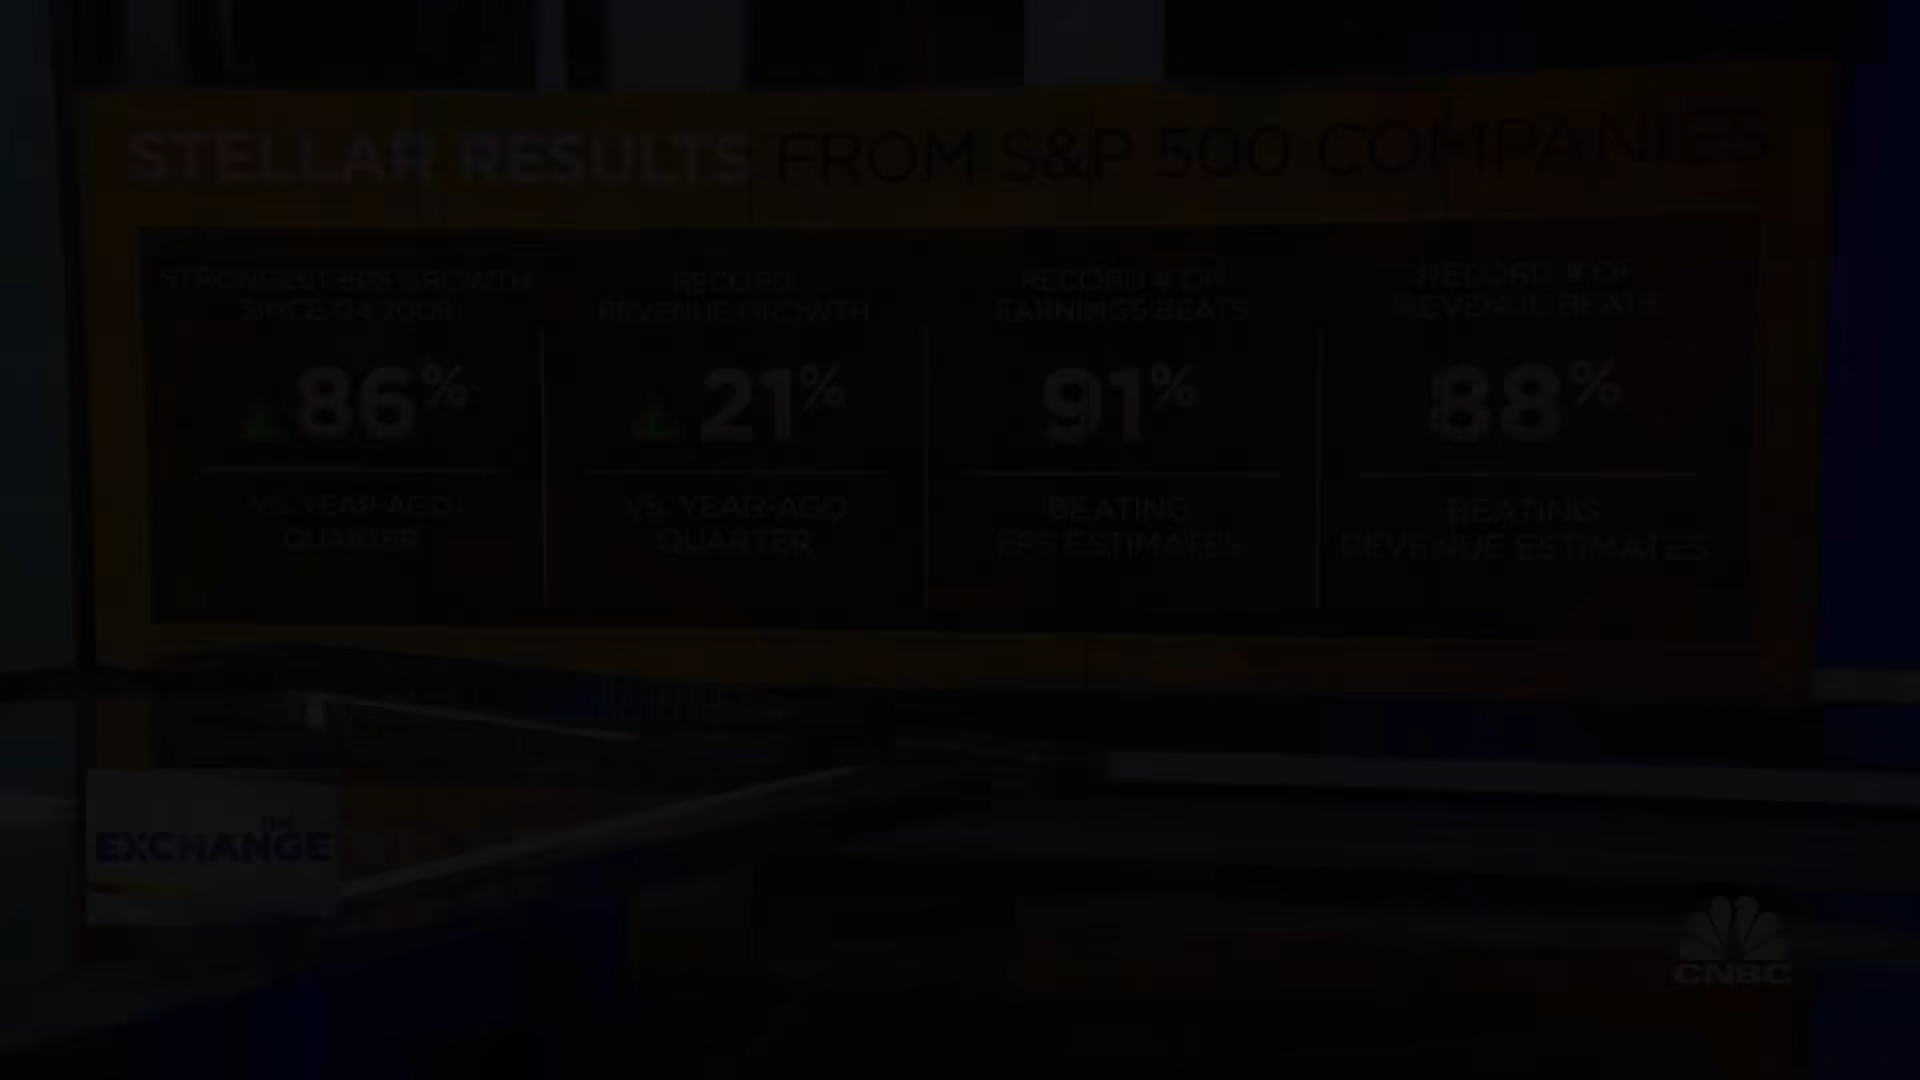 STELLAR RESULTS FROM S&P 500 COMPANIES
STRONGEST EPS GROWTH
SINCE Q4 2009
86%
VS. YEAR-AGO
QUARTER
RECORD
REVENUE GROWTH
21%
VS. YEAR-AGO
QUARTER
RECORD # OF
EARNINGS BEATS
91%
BEATING
EPS ESTIMATES
RECORD # OF
REVENUE BEATS
88%
BEATING
REVENUE ESTIMATES
THE
EXCHANGE
CNBC